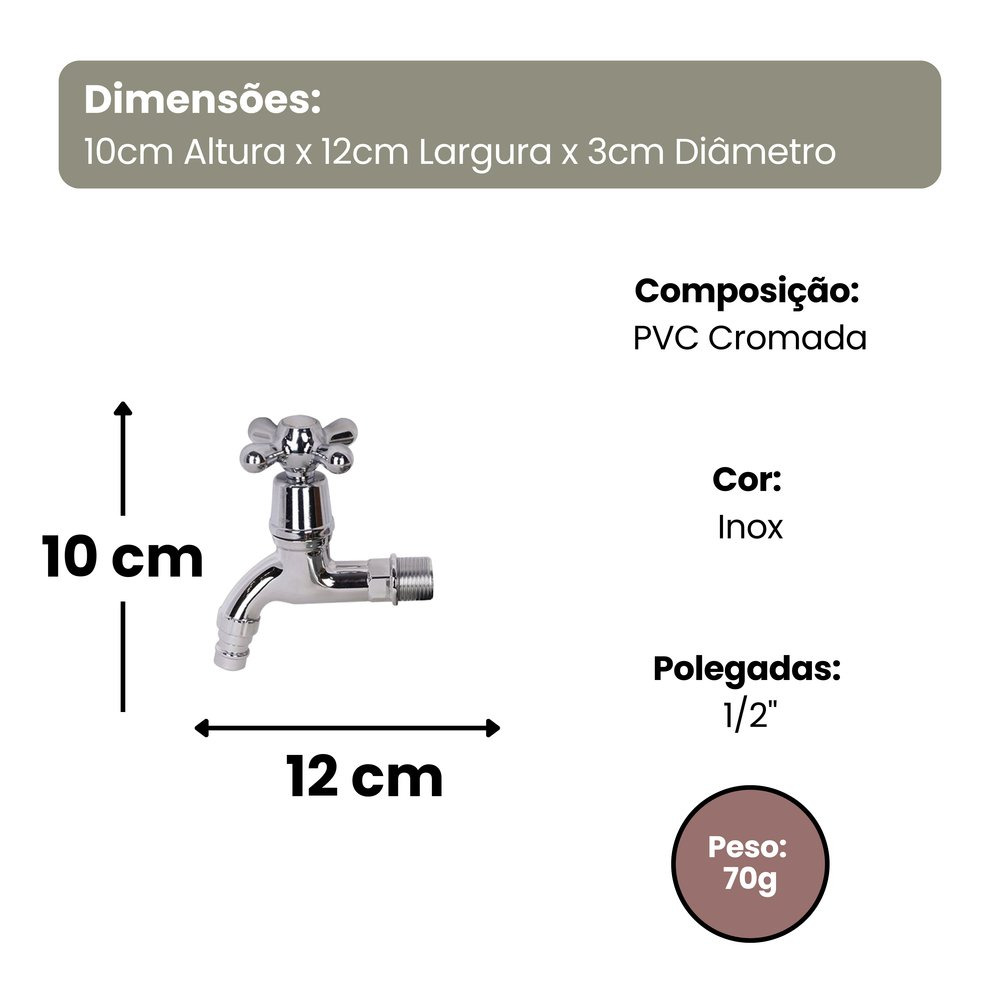 Dimensões:
10cm Altura x 12cm Largura x 3cm Diâmetro
Composição:
PVC Cromada
Cor:
Inox
10 cm
Polegadas:
1/2"
12 cm
Peso:
70g